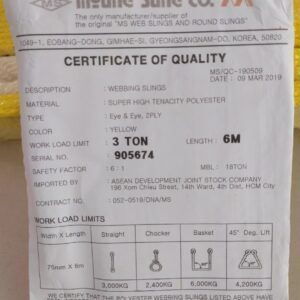 MS
The only manufacturer/supplier of
the original "MS WEB SLINGS AND ROUND SLINGS"
1049-1, EOBANG-DONG, GIMHAE-SI, GYEONGSANGNAM-DO, KOREA, 50820
CERTIFICATE OF QUALITY
MS/QC-190509
DATE: 09 MAR 2019
DESCRIPTION : WEBBING SLINGS
MATERIAL : SUPER HIGH TENACITY POLYESTER
TYPE : Eye & Eye, 2PLY
COLOR : YELLOW
WORK LOAD LIMIT : 3 TON LENGTH: 6M
SERIAL NO. : 905674
SAFETY FACTOR : 6 : 1 MBL : 18TON
IMPORTED BY : ASEAN DEVELOPMENT JOINT STOCK COMPANY
196 Xom Chieu Street, 14th Ward, 4th Dist, HCM City
CONTRACT NO. : 052-0519/DNA/MS
WORK LOAD LIMITS
Width X Length Straight Choker Basket 45° Deg. Lift
75mm X 6m
3,000KG 2,400KG 6,000KG 4,200KG
WE CERTIFY THAT THE POLYESTER WEBBING SLINGS LISTED